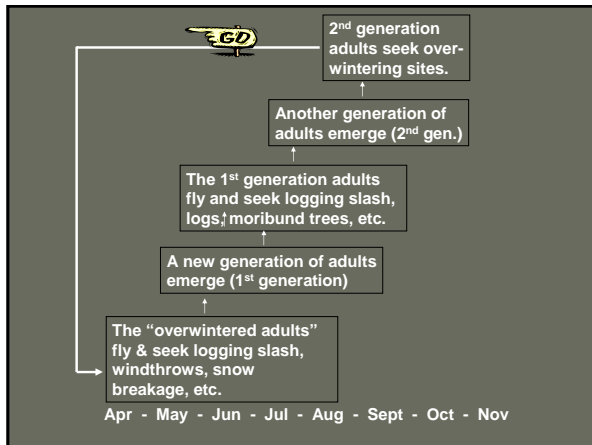 GD
2nd generation
adults seek over-
wintering sites.
Another generation of
adults emerge (2nd gen.)
The 1st generation adults
fly and seek logging slash,
logs, moribund trees, etc.
A new generation of adults
emerge (1st generation)
The “overwintered adults”
fly & seek logging slash,
windthrows, snow
breakage, etc.
Apr - May - Jun - Jul - Aug - Sept - Oct - Nov